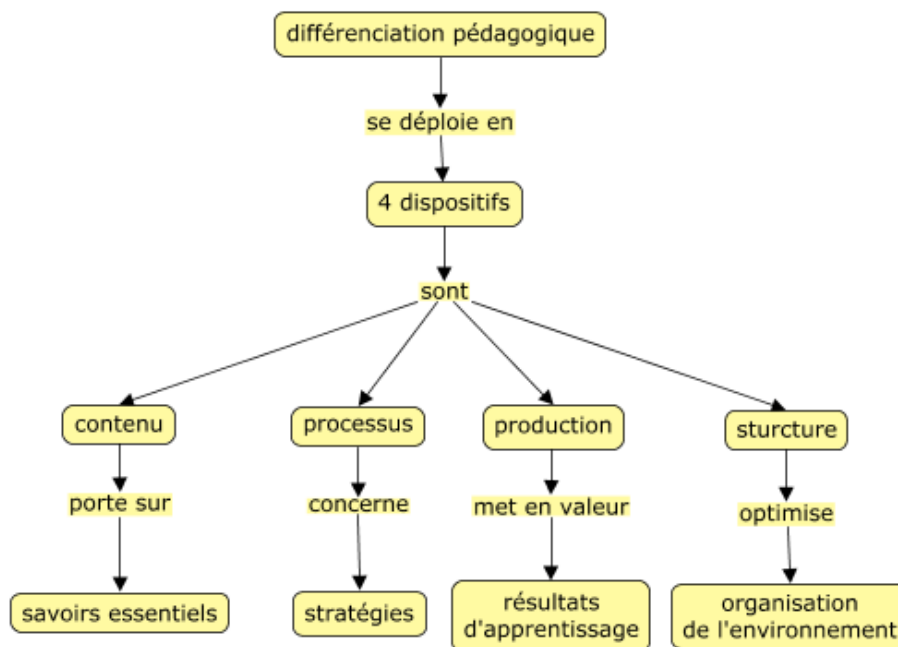 différenciation pédagogique
se déploie en
4 dispositifs
sont
contenu
processus
production
sturcture
porte sur
concerne
met en valeur
optimise
savoirs essentiels
stratégies
résultats
d'apprentissage
organisation
de l'environnement